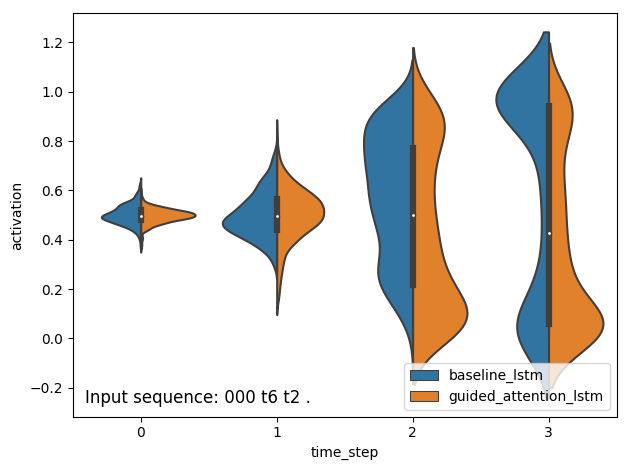 1.2
1.0
0.8
0.6
0.4
0.2
0.0
−0.2
activation
Input sequence: 000 t6 t2 .
baseline_lstm
guided_attention_lstm
0 1 2 3
time_step